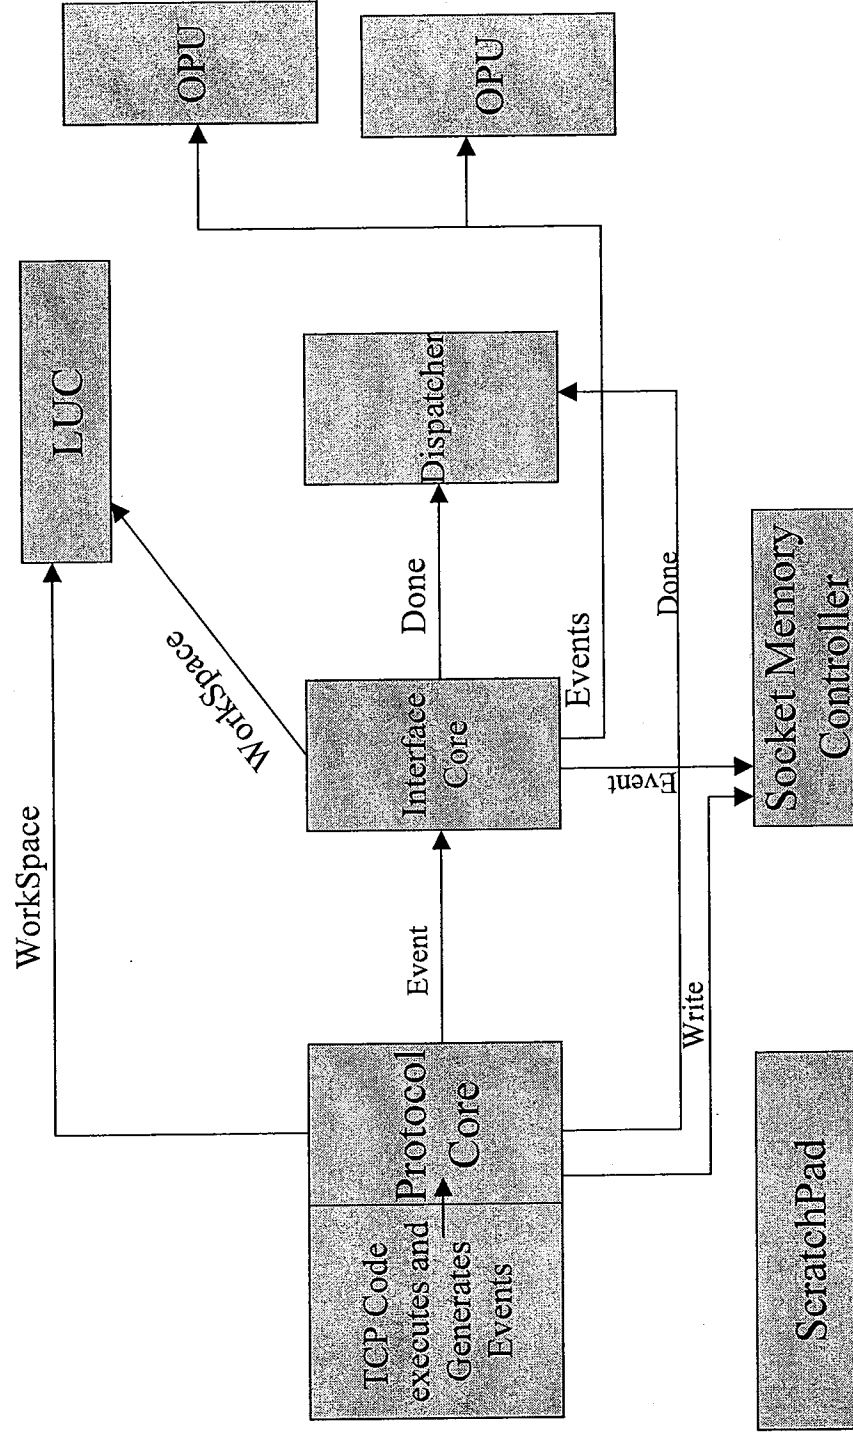 OPU
OPU
LUC
WorkSpace
WorkSpace
Dispatcher
Done
Interface
Core
Events
Done
Event
Socket Memory
Controller
Event
Write
Protocol
Core
TCP Code
executes and
Generates
Events
ScratchPad